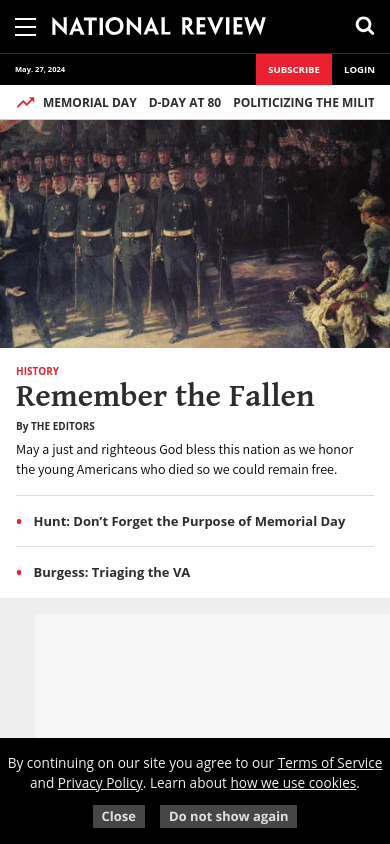 NATIONAL REVIEW
May. 27, 2024
SUBSCRIBE
LOGIN
MEMORIAL DAY D-DAY AT 80 POLITICIZING THE MILIT
HISTORY
Remember the Fallen
By THE EDITORS
May a just and righteous God bless this nation as we honor
the young Americans who died so we could remain free.
• Hunt: Don’t Forget the Purpose of Memorial Day
• Burgess: Triaging the VA
By continuing on our site you agree to our Terms of Service
and Privacy Policy. Learn about how we use cookies.
Close
Do not show again